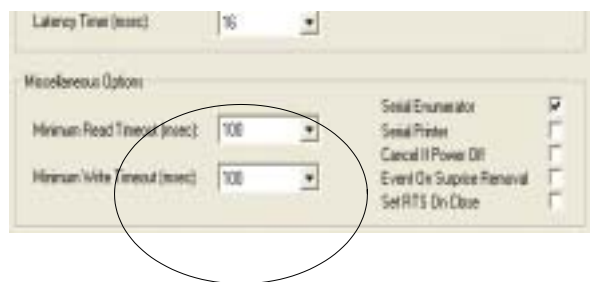 Latency Timer (msec): 16
Miscellaneous Options
Minimum Read Timeout (msec): 100
Minimum Write Timeout (msec): 100
Serial Enumerator
Serial Printer
Cancel If Power Off
Event On Surprise Removal
Set RTS On Close